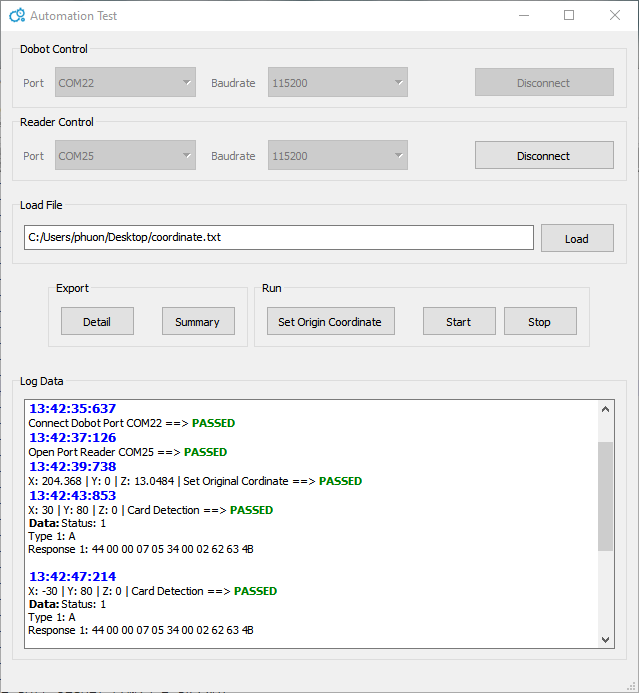 Automation Test
Dobot Control
Port COM22 Baudrate 115200 Disconnect
Reader Control
Port COM25 Baudrate 115200 Disconnect
Load File
C:/Users/phuon/Desktop/coordinate.txt Load
Export Run
Detail Summary Set Origin Coordinate Start Stop
Log Data
13:42:35:637
Connect Dobot Port COM22 ==> PASSED
13:42:37:126
Open Port Reader COM25 ==> PASSED
13:42:39:738
X: 204.368 | Y: 0 | Z: 13.0484 | Set Original Cordinate ==> PASSED
13:42:43:853
X: 30 | Y: 80 | Z: 0 | Card Detection ==> PASSED
Data: Status: 1
Type 1: A
Response 1: 44 00 00 07 05 34 00 02 62 63 4B
13:42:47:214
X: -30 | Y: 80 | Z: 0 | Card Detection ==> PASSED
Data: Status: 1
Type 1: A
Response 1: 44 00 00 07 05 34 00 02 62 63 4B